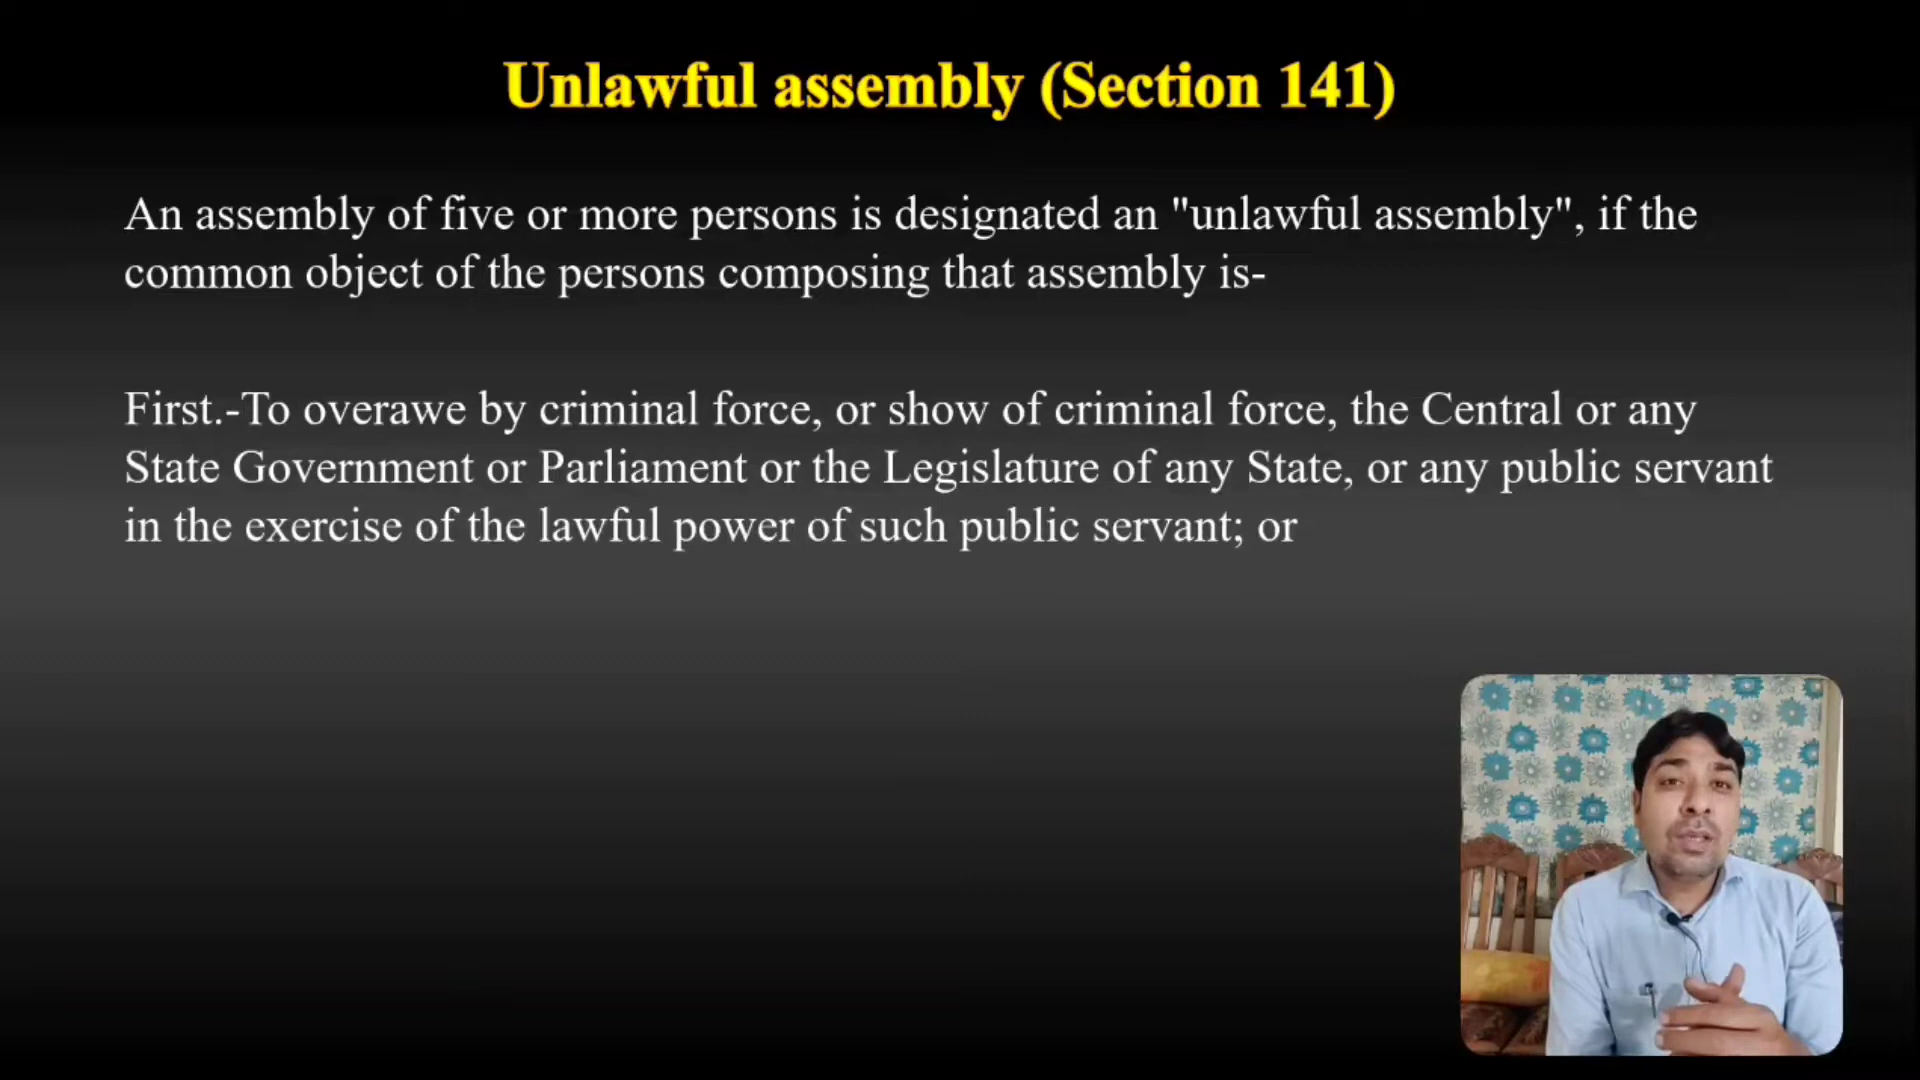 Unlawful assembly (Section 141)
An assembly of five or more persons is designated an "unlawful assembly", if the
common object of the persons composing that assembly is-
First.-To overawe by criminal force, or show of criminal force, the Central or any
State Government or Parliament or the Legislature of any State, or any public servant
in the exercise of the lawful power of such public servant; or